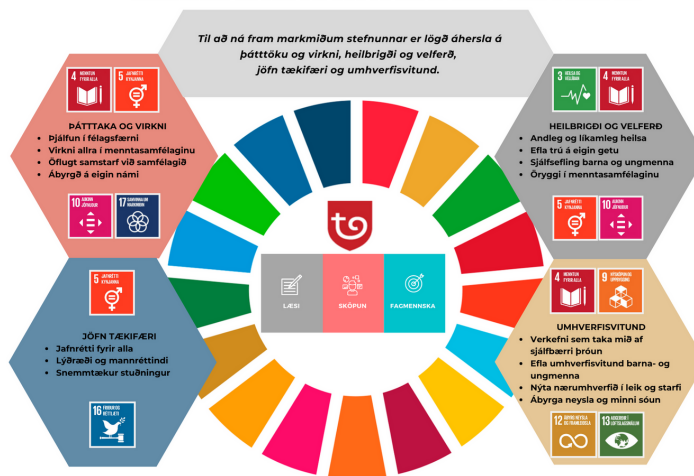 Til að ná fram markmiðum stefnunnar er lögð áhersla á
þátttöku og virkni, heilbrigði og velferð,
jöfn tækifæri og umhverfisvitund.
4 MENNTUN FYRIR ALLA
5 JAFNRÉTTI KYNJANNA
ÞÁTTTAKA OG VIRKNI
• Þjálfun í félagsfærni
• Virkni allra í menntasamfélaginu
• Öflugt samstarf við samfélagið
• Ábyrgð á eigin námi
10 AUKINN JÖFNUÐUR
17 SAMVINNA UM MARKMIÐIN
3 HEILSA OG VELLÍÐAN
4 MENNTUN FYRIR ALLA
HEILBRIGÐI OG VELFERÐ
• Andleg og líkamleg heilsa
• Efla trú á eigin getu
• Sjálfsefling barna og ungmenna
• Öryggi í menntasamfélaginu
5 JAFNRÉTTI KYNJANNA
10 AUKINN JÖFNUÐUR
LÆSI
SKÖPUN
FAGMENNSKA
5 JAFNRÉTTI KYNJANNA
JÖFN TÆKIFÆRI
• Jafnrétti fyrir alla
• Lýðræði og mannréttindi
• Snemmtækur stuðningur
16 FRIÐUR OG RÉTTLÆTI
4 MENNTUN FYRIR ALLA
9 NÝSKÖPUN OG UPPBYGGING
UMHVERFISVITUND
• Verkefni sem taka mið af
sjálfbærri þróun
• Efla umhverfisvitund barna- og
ungmenna
• Nýta nærumhverfið í leik og starfi
• Ábyrga neysla og minni sóun
12 ÁBYRG NEYSLA OG FRAMLEIÐSLA
13 AÐGERÐIR Í LOFTSLAGSMÁLUM